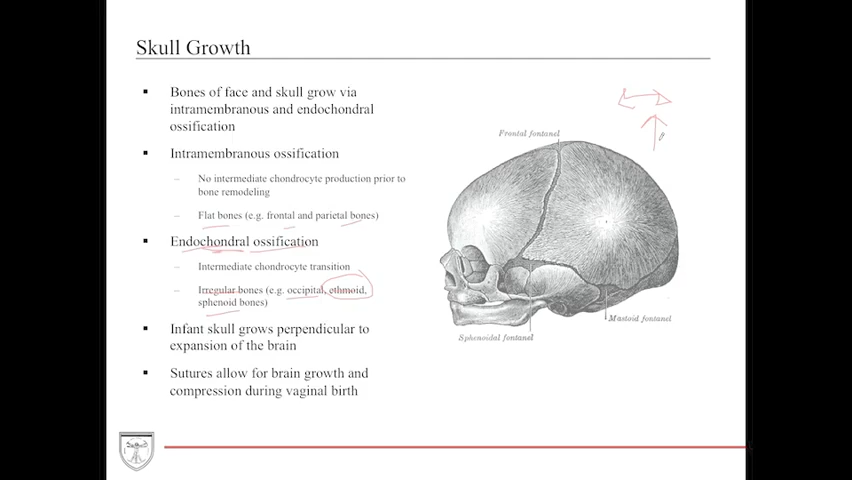 Skull Growth
Bones of face and skull grow via
intramembranous and endochondral
ossification
Intramembranous ossification
No intermediate chondrocyte production prior to
bone remodeling
Flat bones (e.g. frontal and parietal bones)
Endochondral ossification
Intermediate chondrocyte transition
Irregular bones (e.g. occipital, ethmoid,
sphenoid bones)
Infant skull grows perpendicular to
expansion of the brain
Sutures allow for brain growth and
compression during vaginal birth
Frontal fontanel
Mastoid fontanel
Sphenoidal fontanel